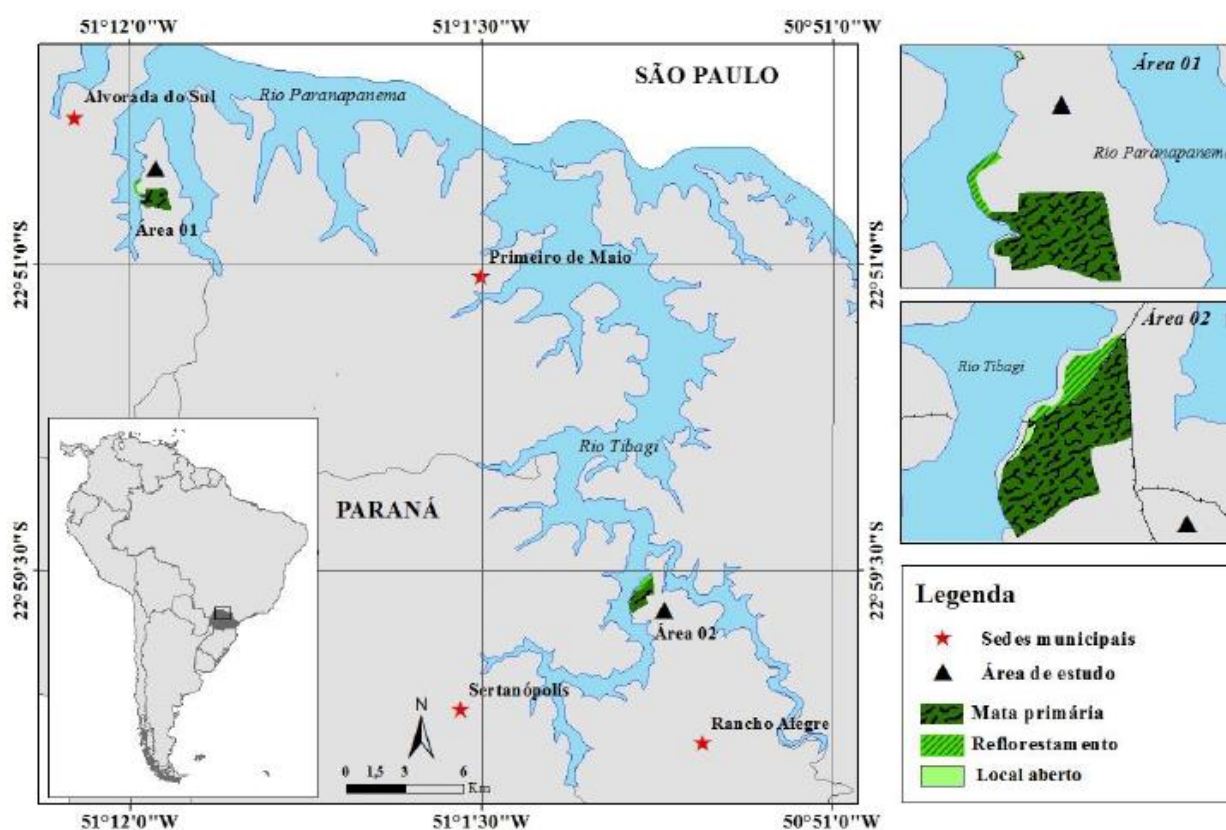 51°12'0"W
51°1'30"W
50°51'0"W
SÃO PAULO
Rio Paranapanema
Alvorada do Sul
Área 01
Primeiro de Maio
22°51'0"S
22°51'0"S
Rio Tibagi
PARANÁ
22°59'30"S
22°59'30"S
Área 02
Sertanópolis
Rancho Alegre
N
0 1,5 3 6
Km
51°12'0"W
51°1'30"W
50°51'0"W
Área 01
Rio Paranapanema
Área 02
Rio Tibagi
Legenda
Sedes municipais
Área de estudo
Mata primária
Reflorestamento
Local aberto